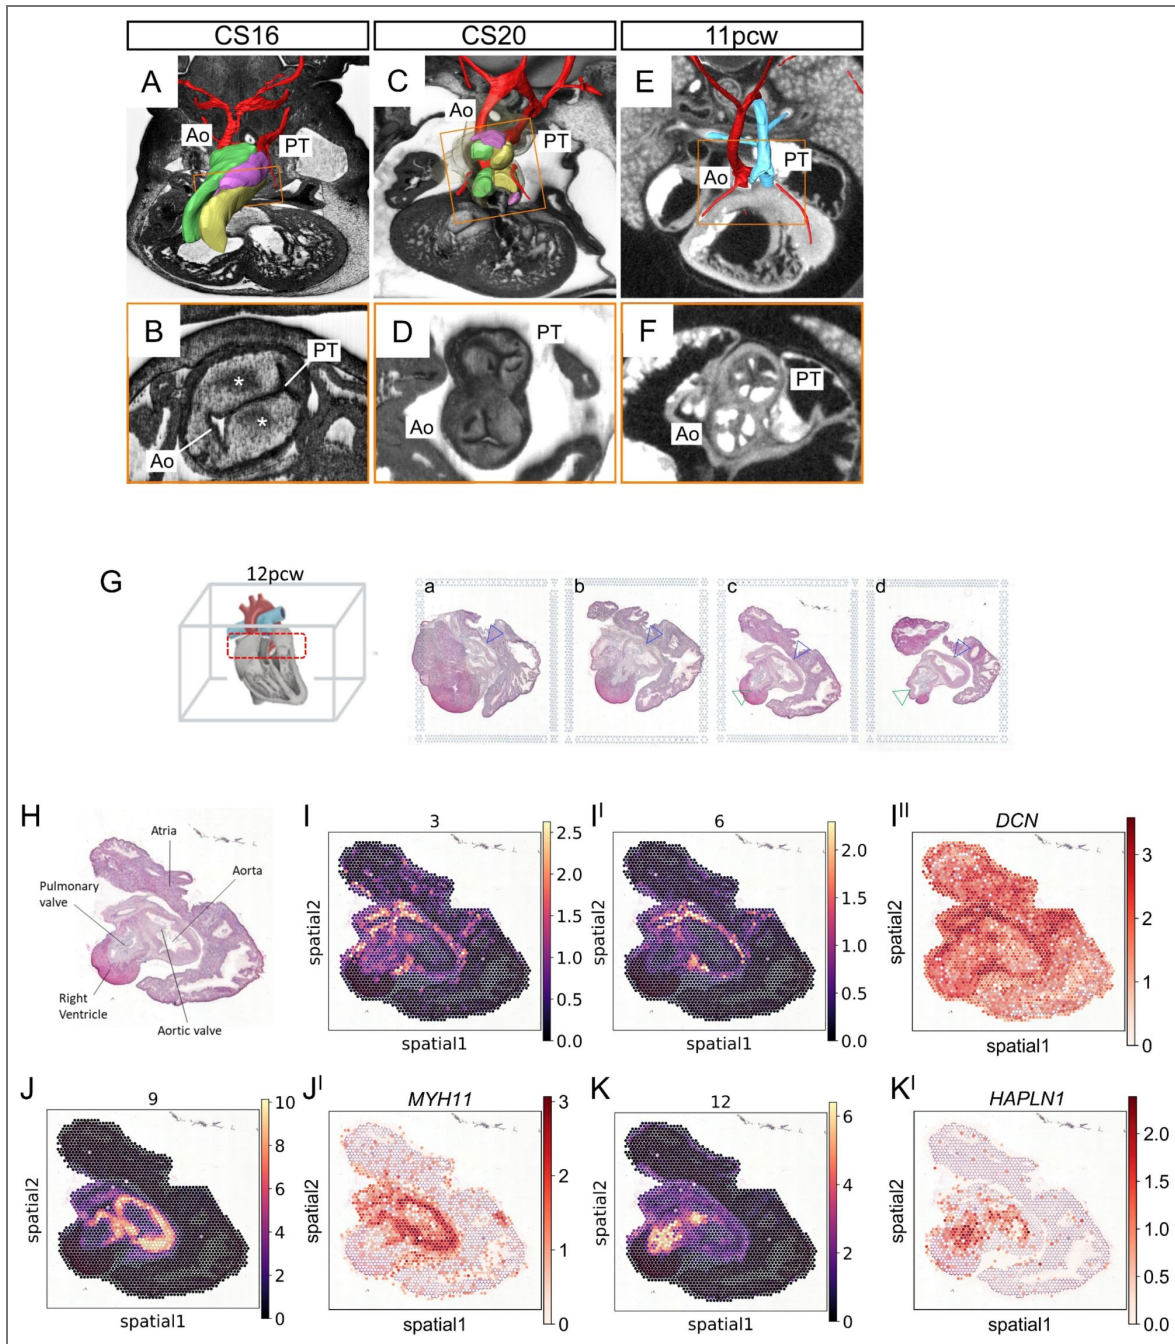 CS16
CS20
11pcw
A
Ao
PT
C
Ao
PT
E
Ao
PT
B
*
*
PT
Ao
D
PT
Ao
F
PT
Ao
G
12pcw
a
b
c
d
H
Atria
Aorta
Pulmonary
valve
Right
Ventricle
Aortic valve
I
3
2.5
2.0
1.5
1.0
0.5
0.0
spatial2
spatial1
I^I
6
2.0
1.5
1.0
0.5
0.0
spatial2
spatial1
I^II
DCN
3
2
1
0
spatial2
spatial1
J
9
10
8
6
4
2
0
spatial2
spatial1
J^I
MYH11
3
2
1
0
spatial2
spatial1
K
12
6
4
2
0
spatial2
spatial1
K^I
HAPLN1
2.0
1.5
1.0
0.5
0.0
spatial2
spatial1